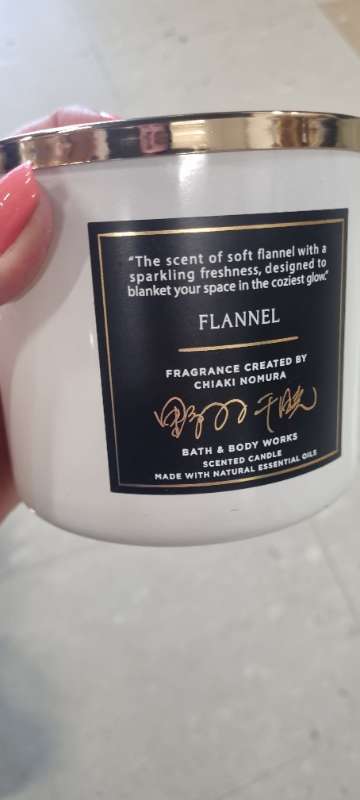 “The scent of soft flannel with a
sparkling freshness, designed to
blanket your space in the coziest glow.”
FLANNEL
FRAGRANCE CREATED BY
CHIAKI NOMURA
BATH & BODY WORKS
SCENTED CANDLE
MADE WITH NATURAL ESSENTIAL OILS